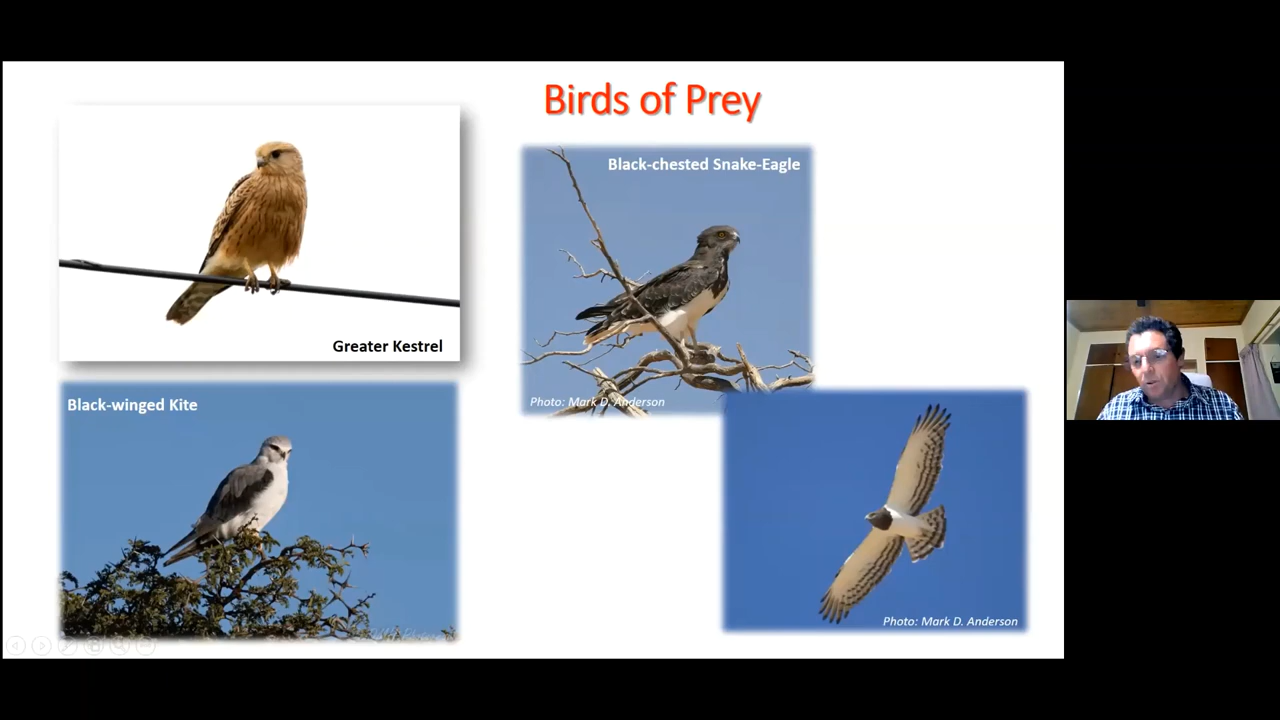 Birds of Prey
Black-chested Snake-Eagle
Greater Kestrel
Photo: Mark D. Anderson
Black-winged Kite
Photo: Mark D. Anderson